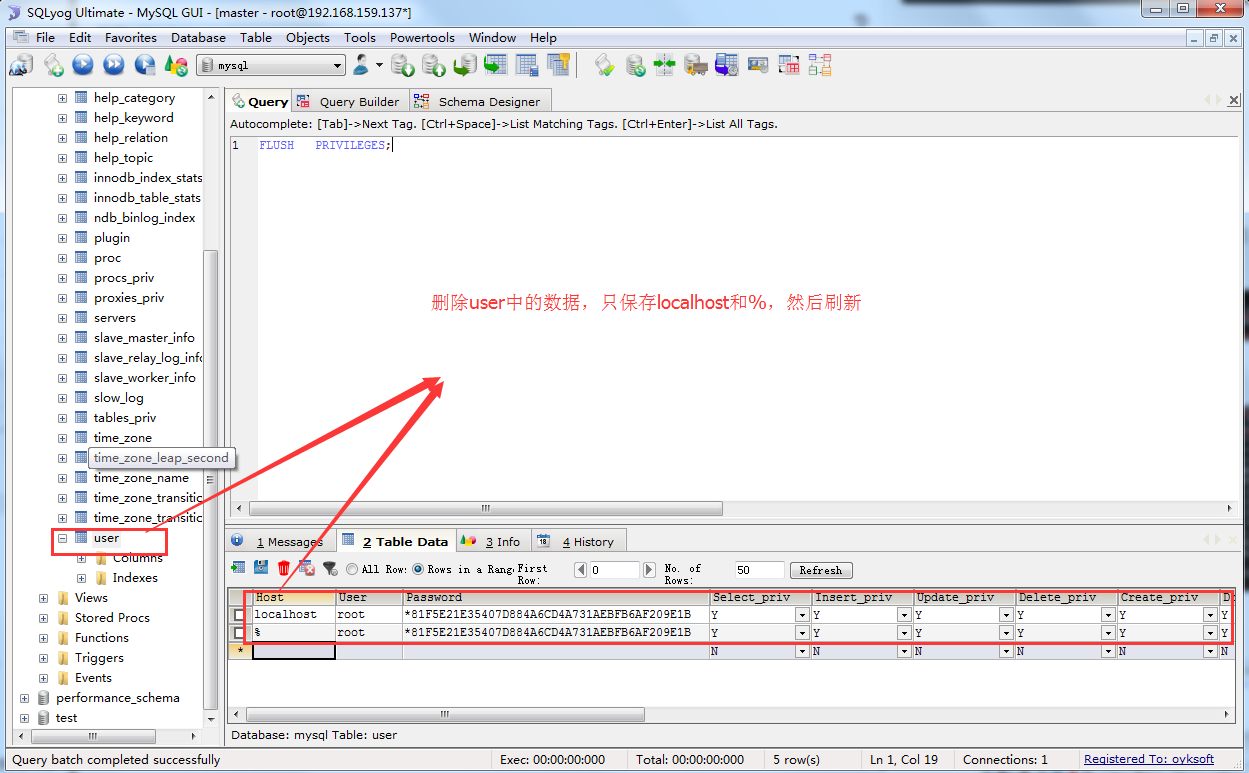 SQLyog Ultimate - MySQL GUI - [master - root@192.168.159.137*]
File Edit Favorites Database Table Objects Tools Powertools Window Help
mysql
help_category
help_keyword
help_relation
help_topic
innodb_index_stats
innodb_table_stats
ndb_binlog_index
plugin
proc
procs_priv
proxies_priv
servers
slave_master_info
slave_relay_log_info
slave_worker_info
slow_log
tables_priv
time_zone
time_zone_leap_second
time_zone_name
time_zone_transitic
time_zone_transitic
user
Columns
Indexes
Views
Stored Procs
Functions
Triggers
Events
performance_schema
test
Query Query Builder Schema Designer
Autocomplete: [Tab]->Next Tag. [Ctrl+Space]->List Matching Tags. [Ctrl+Enter]->List All Tags.
1 FLUSH PRIVILEGES;
删除user中的数据，只保存localhost和%，然后刷新
1 Messages 2 Table Data 3 Info 4 History
All Row: Rows in a Rang First Row: 0 No. of Rows: 50 Refresh
Host User Password Select_priv Insert_priv Update_priv Delete_priv Create_priv Dr
localhost root *81F5E21E35407D884A6CD4A731AEBFB6AF209E1B Y Y Y Y Y Y
% root *81F5E21E35407D884A6CD4A731AEBFB6AF209E1B Y Y Y Y Y Y
* N N N N N N
Database: mysql Table: user
Query batch completed successfully Exec: 00:00:00:000 Total: 00:00:00:000 5 row(s) Ln 1, Col 19 Connections: 1 Registered To: ovksoft